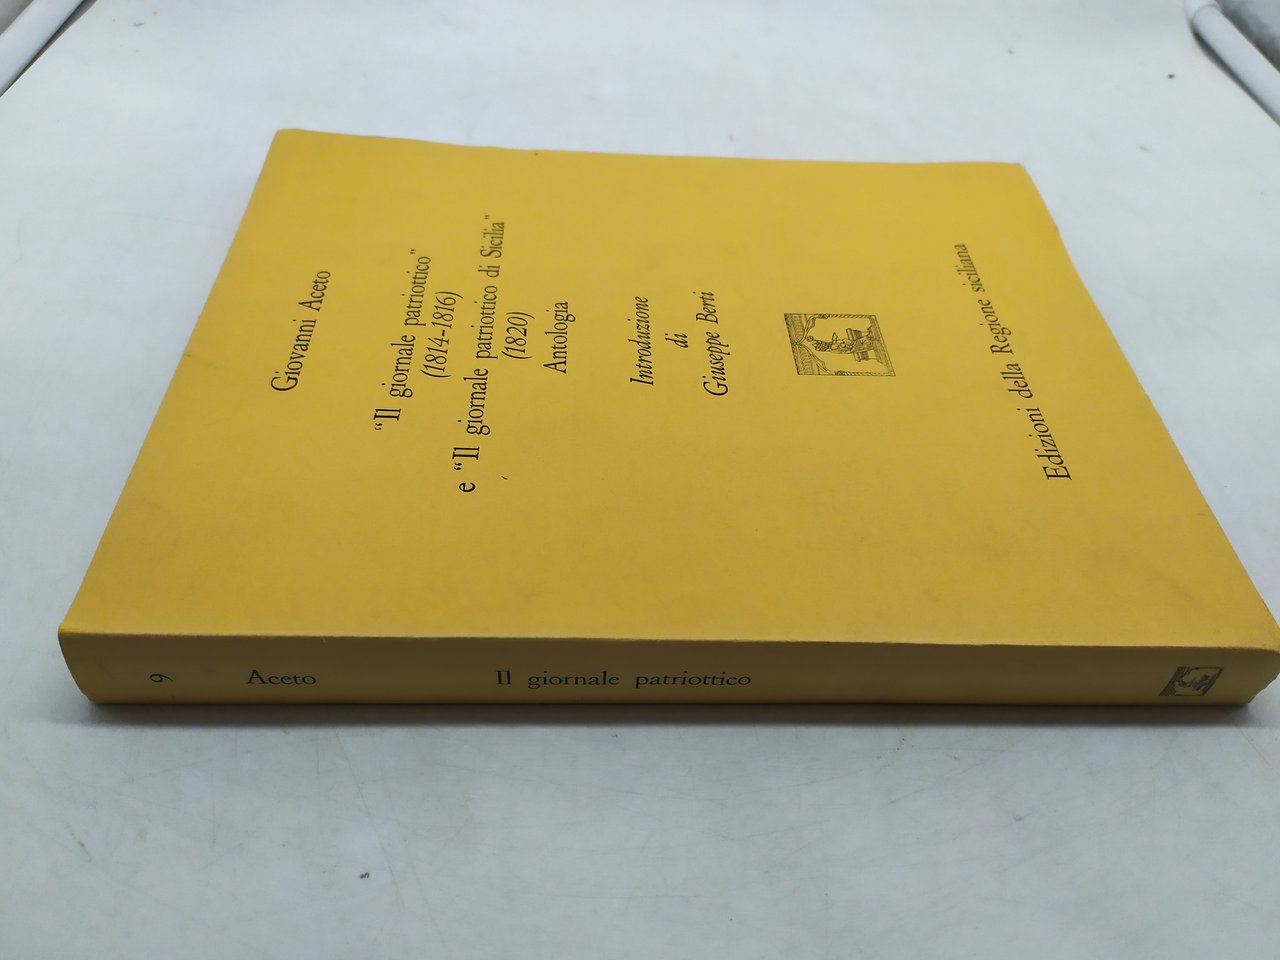 Giovanni Aceto
“Il giornale patriottico”
(1814-1816)
e “Il giornale patriottico di Sicilia”
(1820)
Antologia
Introduzione
di
Giuseppe Berti
Edizioni della Regione siciliana
9
Aceto
Il giornale patriottico